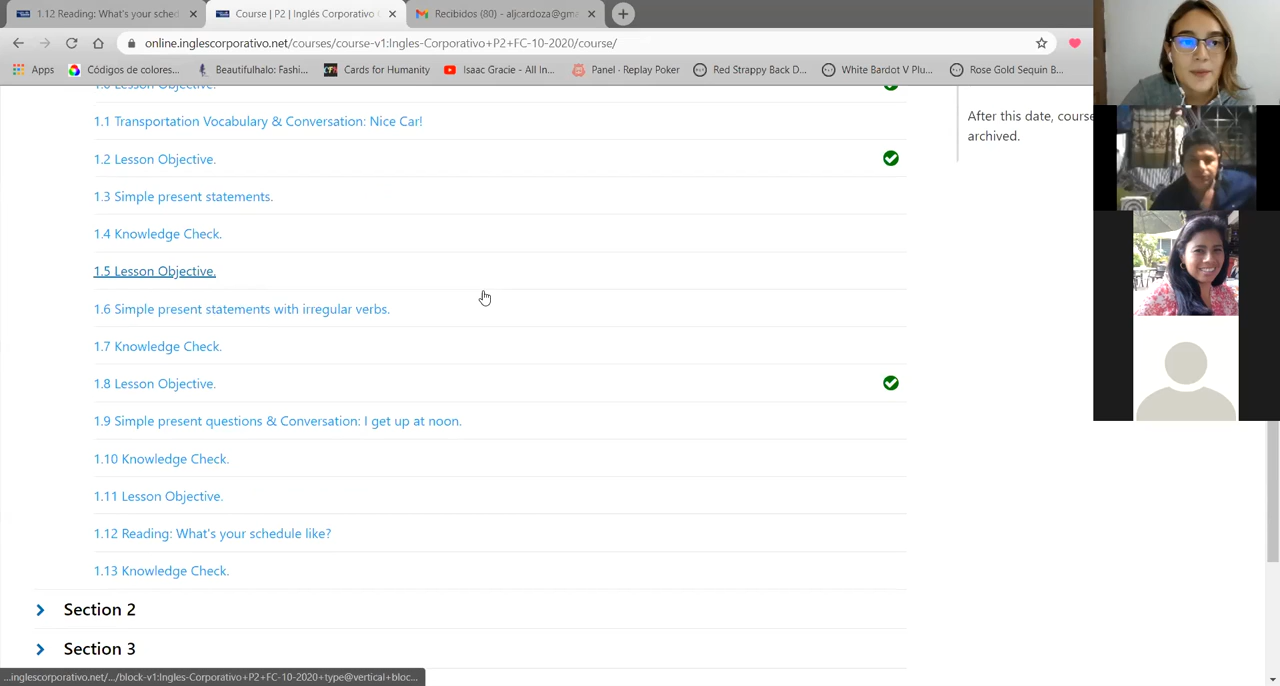 1.12 Reading: What's your sched
Course | P2 | Inglés Corporativo
Recibidos (80) - aljcardoza@gma
online.inglescorporativo.net/courses/course-v1:Ingles-Corporativo+P2+FC-10-2020/course/
Apps
Códigos de colores...
Beautifulhalo: Fashi...
Cards for Humanity
Isaac Gracie - All In...
Panel · Replay Poker
Red Strappy Back D...
White Bardot V Plu...
Rose Gold Sequin B...
1.0 Lesson Objective.
After this date, course
archived.
1.1 Transportation Vocabulary & Conversation: Nice Car!
1.2 Lesson Objective.
1.3 Simple present statements.
1.4 Knowledge Check.
1.5 Lesson Objective.
1.6 Simple present statements with irregular verbs.
1.7 Knowledge Check.
1.8 Lesson Objective.
1.9 Simple present questions & Conversation: I get up at noon.
1.10 Knowledge Check.
1.11 Lesson Objective.
1.12 Reading: What's your schedule like?
1.13 Knowledge Check.
Section 2
Section 3
...inglescorporativo.net/.../block-v1:Ingles-Corporativo+P2+FC-10-2020+type@vertical+bloc...